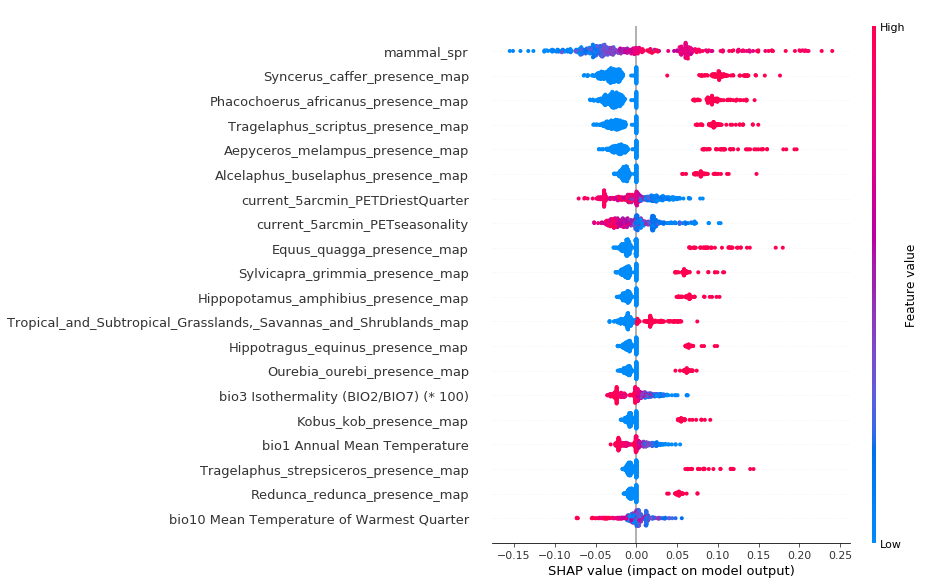 High
mammal_spr
Syncerus_caffer_presence_map
Phacochoerus_africanus_presence_map
Tragelaphus_scriptus_presence_map
Aepyceros_melampus_presence_map
Alcelaphus_buselaphus_presence_map
current_5arcmin_PETDriestQuarter
current_5arcmin_PETseasonality
Equus_quagga_presence_map
Sylvicapra_grimmia_presence_map
Hippopotamus_amphibius_presence_map
Tropical_and_Subtropical_Grasslands,_Savannas_and_Shrublands_map
Hippotragus_equinus_presence_map
Ourebia_ourebi_presence_map
bio3 Isothermality (BIO2/BIO7) (* 100)
Kobus_kob_presence_map
bio1 Annual Mean Temperature
Tragelaphus_strepsiceros_presence_map
Redunca_redunca_presence_map
bio10 Mean Temperature of Warmest Quarter
Feature value
Low
−0.15 −0.10 −0.05 0.00 0.05 0.10 0.15 0.20 0.25
SHAP value (impact on model output)